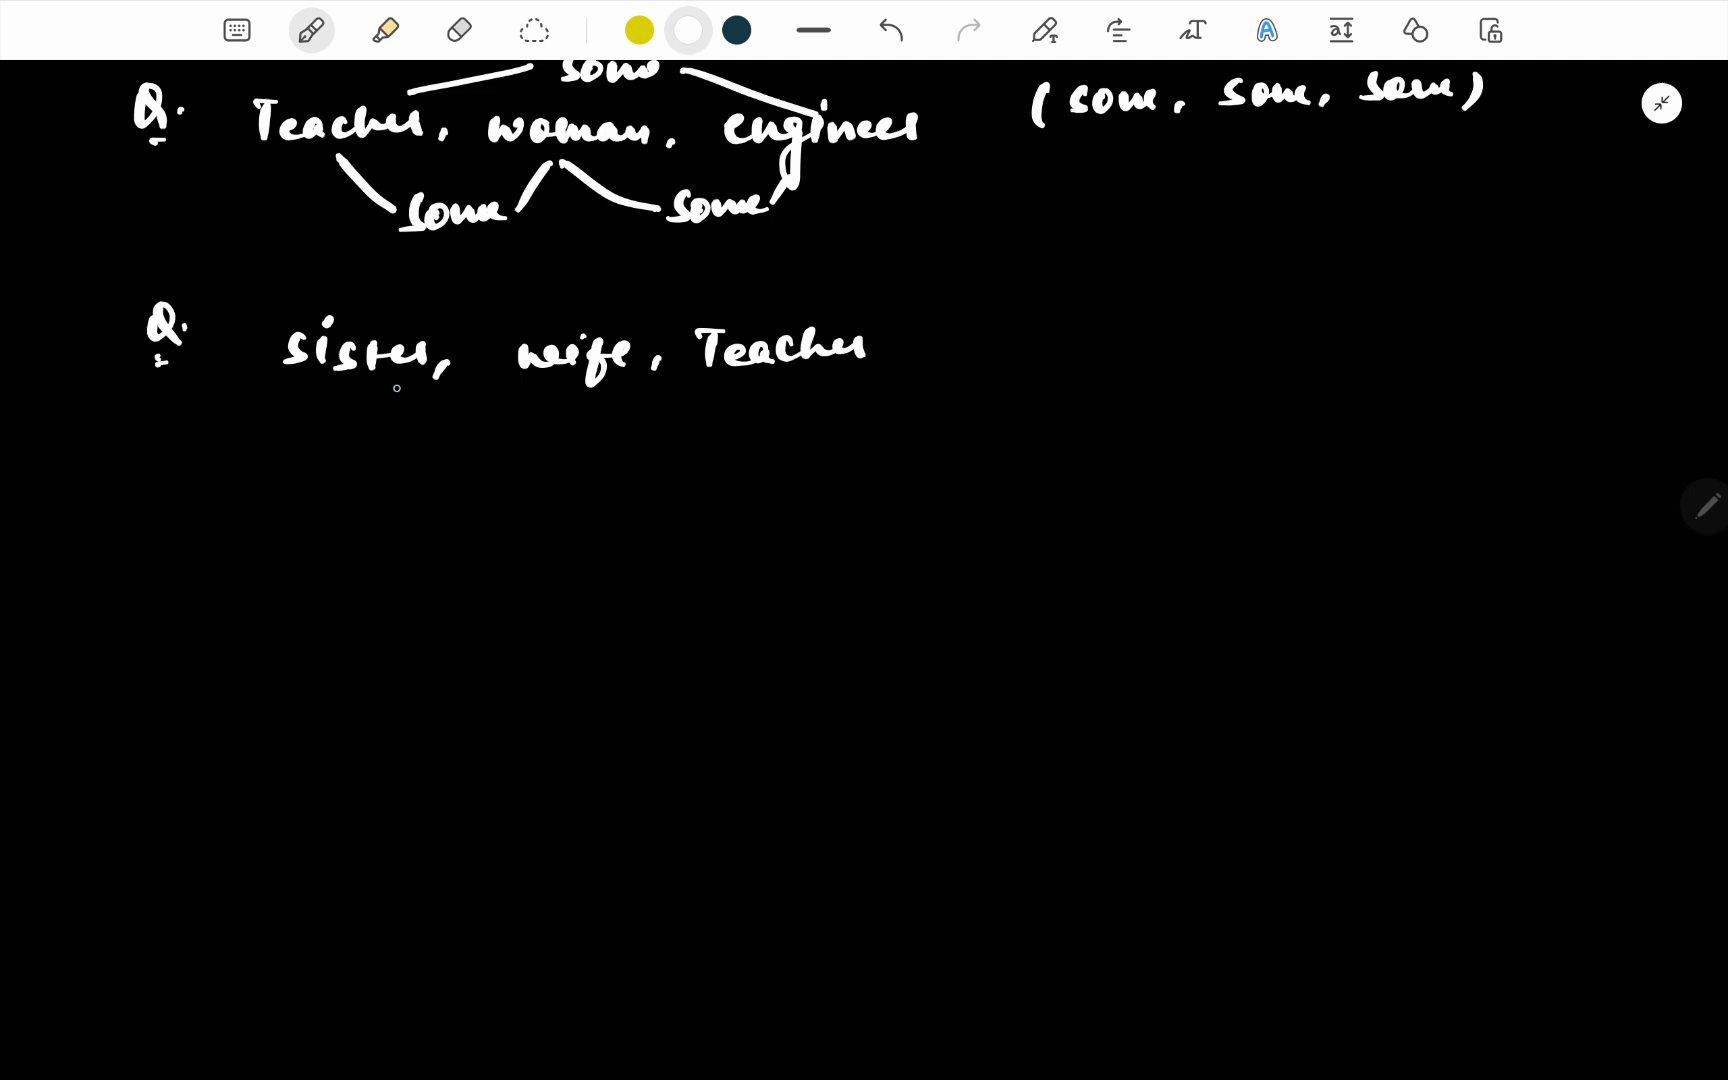 some
Q. Teacher, woman, engineer (some, some, some)
some some
Q. Sister, wife, Teacher